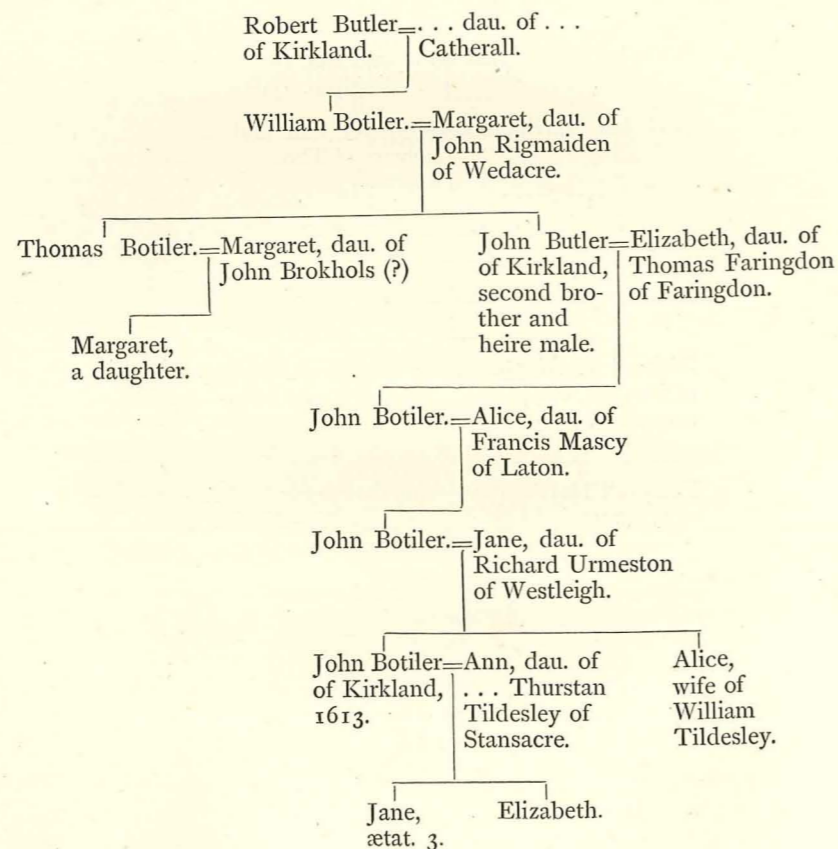 Robert Butler=. . . dau. of . . .
of Kirkland. Catherall.
William Botiler.=Margaret, dau. of
John Rigmaiden
of Wedacre.
Thomas Botiler.=Margaret, dau. of
John Brokhols (?)
John Butler=Elizabeth, dau. of
of Kirkland, Thomas Faringdon
second bro- of Faringdon.
ther and
heire male.
Margaret,
a daughter.
John Botiler.=Alice, dau. of
Francis Mascy
of Laton.
John Botiler.=Jane, dau. of
Richard Urmeston
of Westleigh.
John Botiler=Ann, dau. of
of Kirkland, . . . Thurstan
1613. Tildesley of
Stansacre.
Alice,
wife of
William
Tildesley.
Jane,
ætat. 3.
Elizabeth.